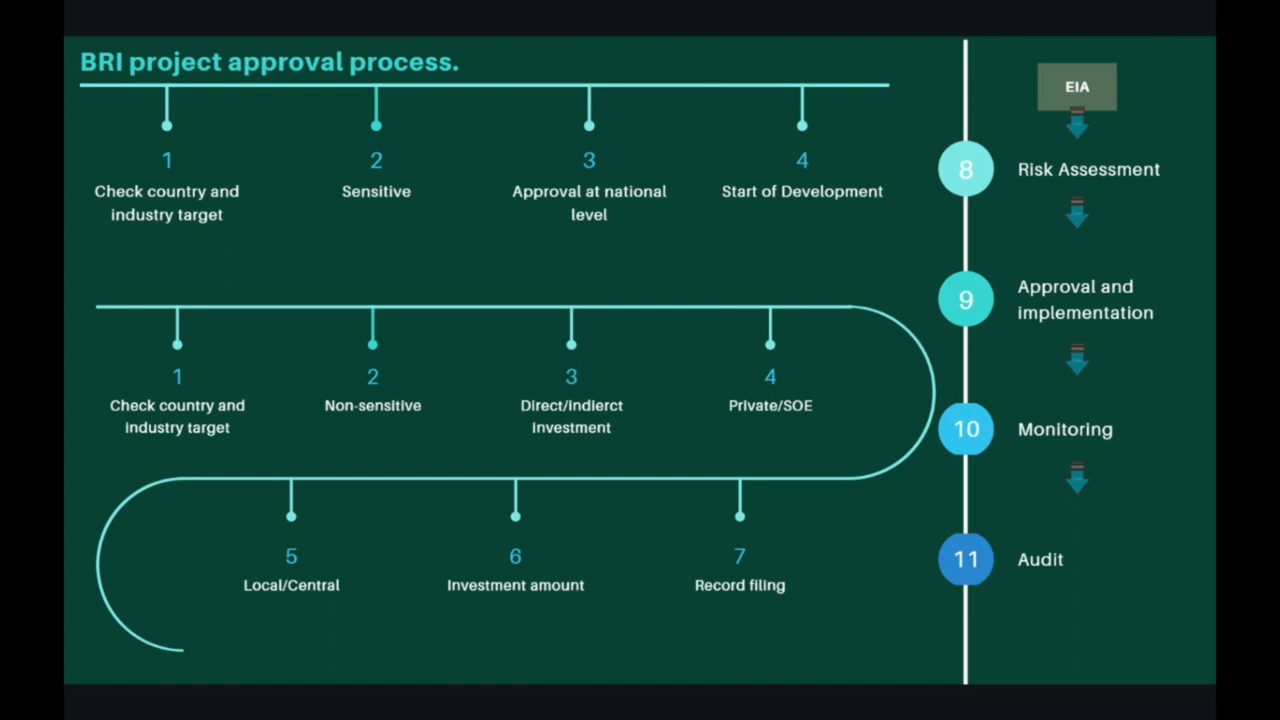 BRI project approval process.
1
Check country and
industry target
2
Sensitive
3
Approval at national
level
4
Start of Development
1
Check country and
industry target
2
Non-sensitive
3
Direct/indierct
investment
4
Private/SOE
5
Local/Central
6
Investment amount
7
Record filing
EIA
8
Risk Assessment
9
Approval and
implementation
10
Monitoring
11
Audit